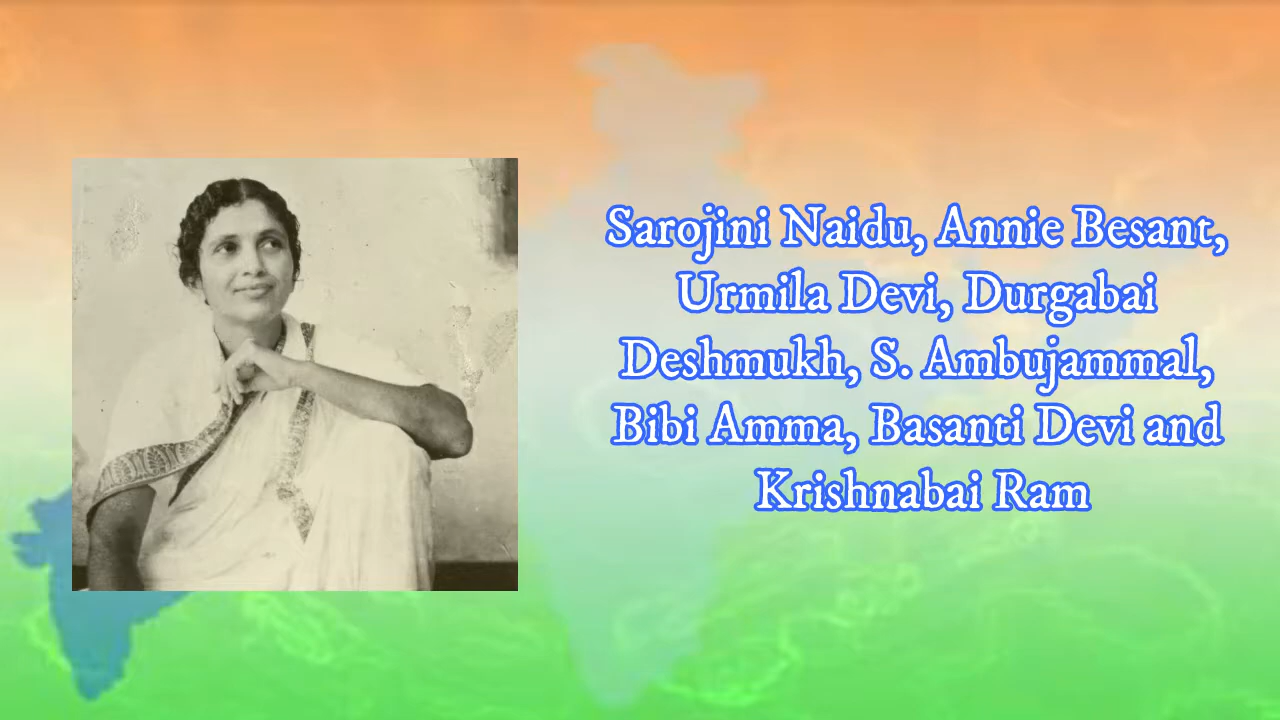 Sarojini Naidu, Annie Besant,
Urmila Devi, Durgabai
Deshmukh, S. Ambujammal,
Bibi Amma, Basanti Devi and
Krishnabai Ram